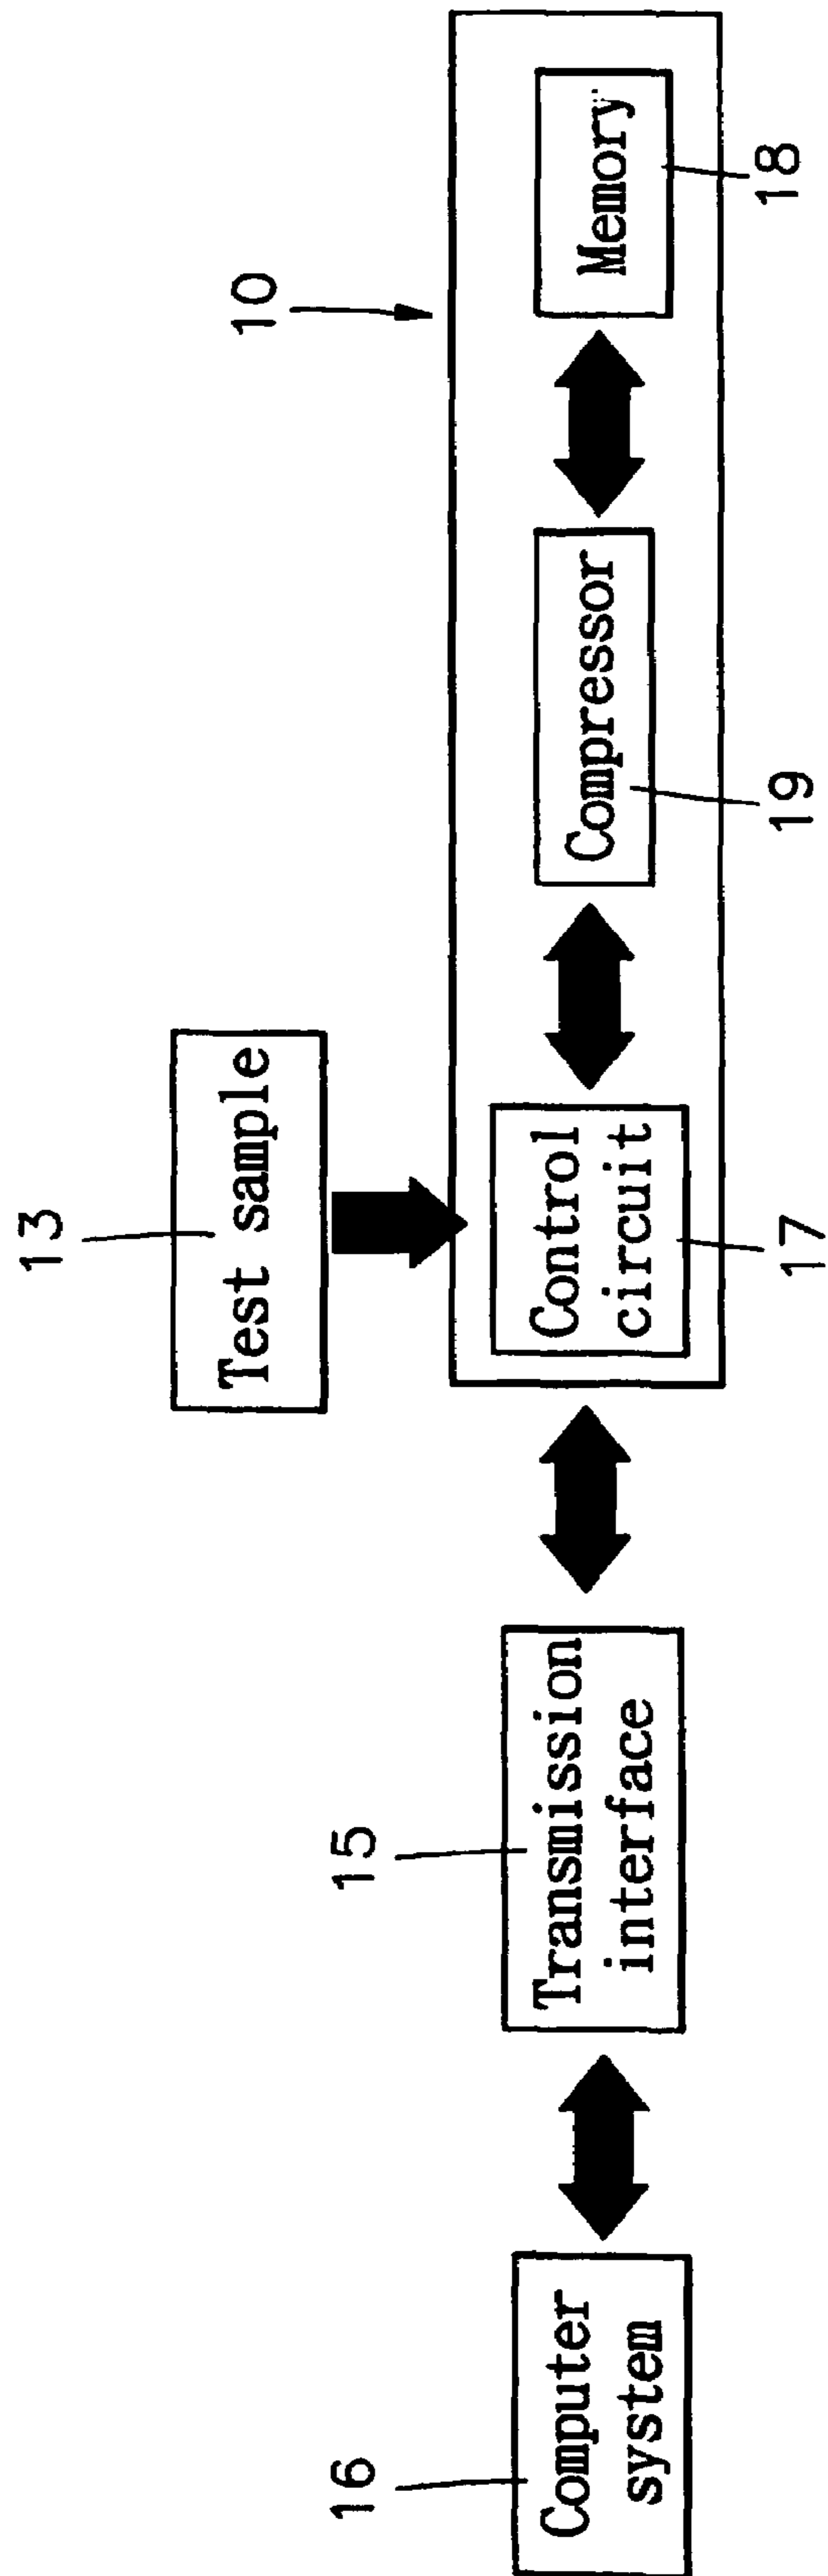 13
Test sample
10
16
Computer
system
15
Transmission
interface
Control
circuit
17
Compressor
19
Memory
18